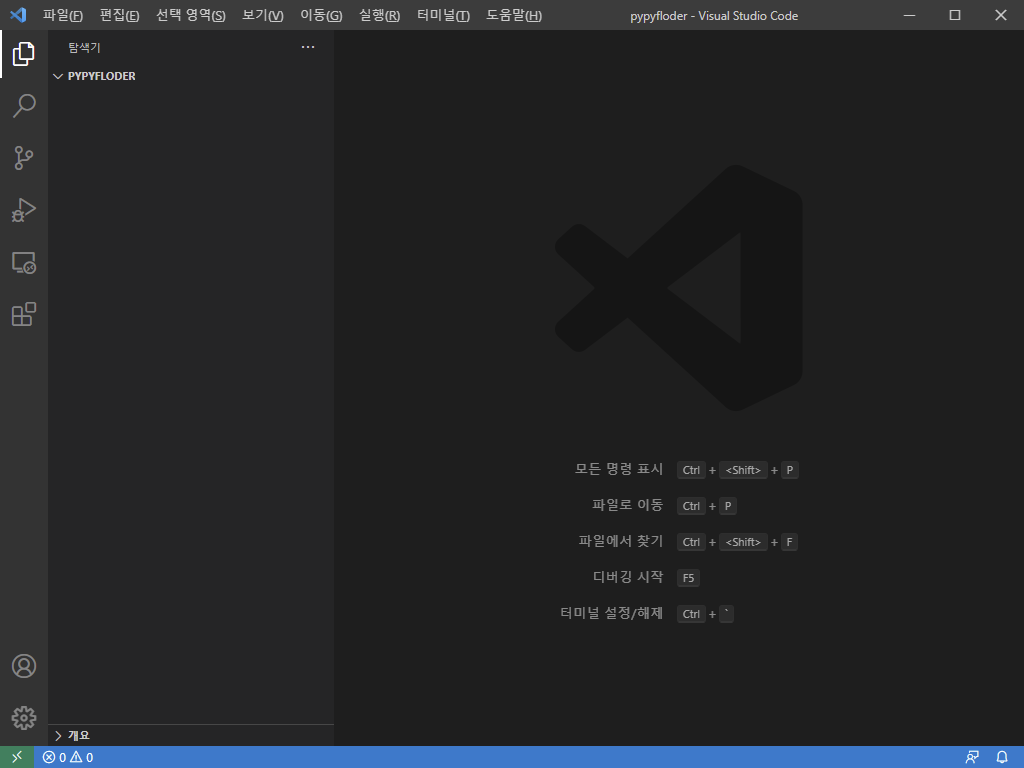 파일(F) 편집(E) 선택 영역(S) 보기(V) 이동(G) 실행(R) 터미널(T) 도움말(H) pypyfloder - Visual Studio Code
탐색기
PYPYFLODER
모든 명령 표시 Ctrl + <Shift> + P
파일로 이동 Ctrl + P
파일에서 찾기 Ctrl + <Shift> + F
디버깅 시작 F5
터미널 설정/해제 Ctrl + `
개요
0 0